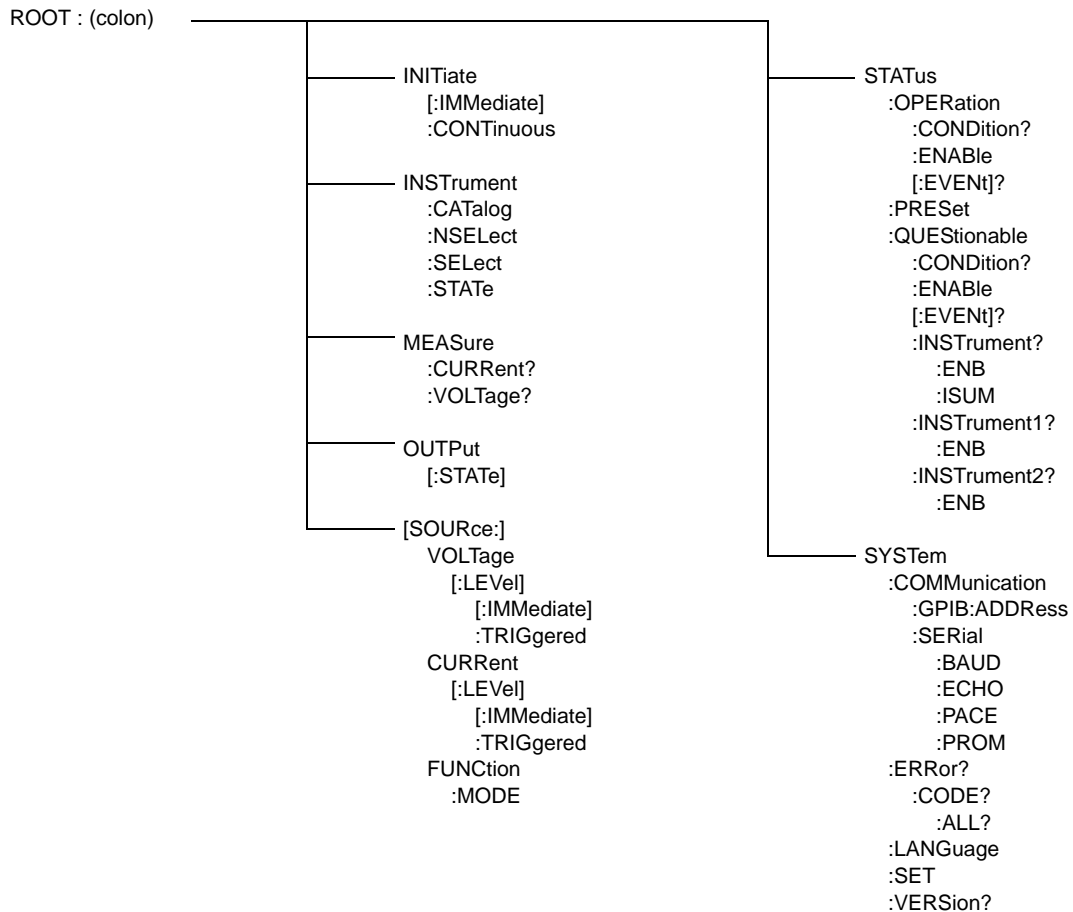 ROOT : (colon)
INITiate
[:IMMediate]
:CONTinuous
INSTrument
:CATalog
:NSELect
:SELect
:STATe
MEASure
:CURRent?
:VOLTage?
OUTPut
[:STATe]
[SOURce:]
VOLTage
[:LEVel]
[:IMMediate]
:TRIGgered
CURRent
[:LEVel]
[:IMMediate]
:TRIGgered
FUNCtion
:MODE
STATus
:OPERation
:CONDition?
:ENABle
[:EVENt]?
:PRESet
:QUEStionable
:CONDition?
:ENABle
[:EVENt]?
:INSTrument?
:ENB
:ISUM
:INSTrument1?
:ENB
:INSTrument2?
:ENB
SYSTem
:COMMunication
:GPIB:ADDRess
:SERial
:BAUD
:ECHO
:PACE
:PROM
:ERRor?
:CODE?
:ALL?
:LANGuage
:SET
:VERSion?